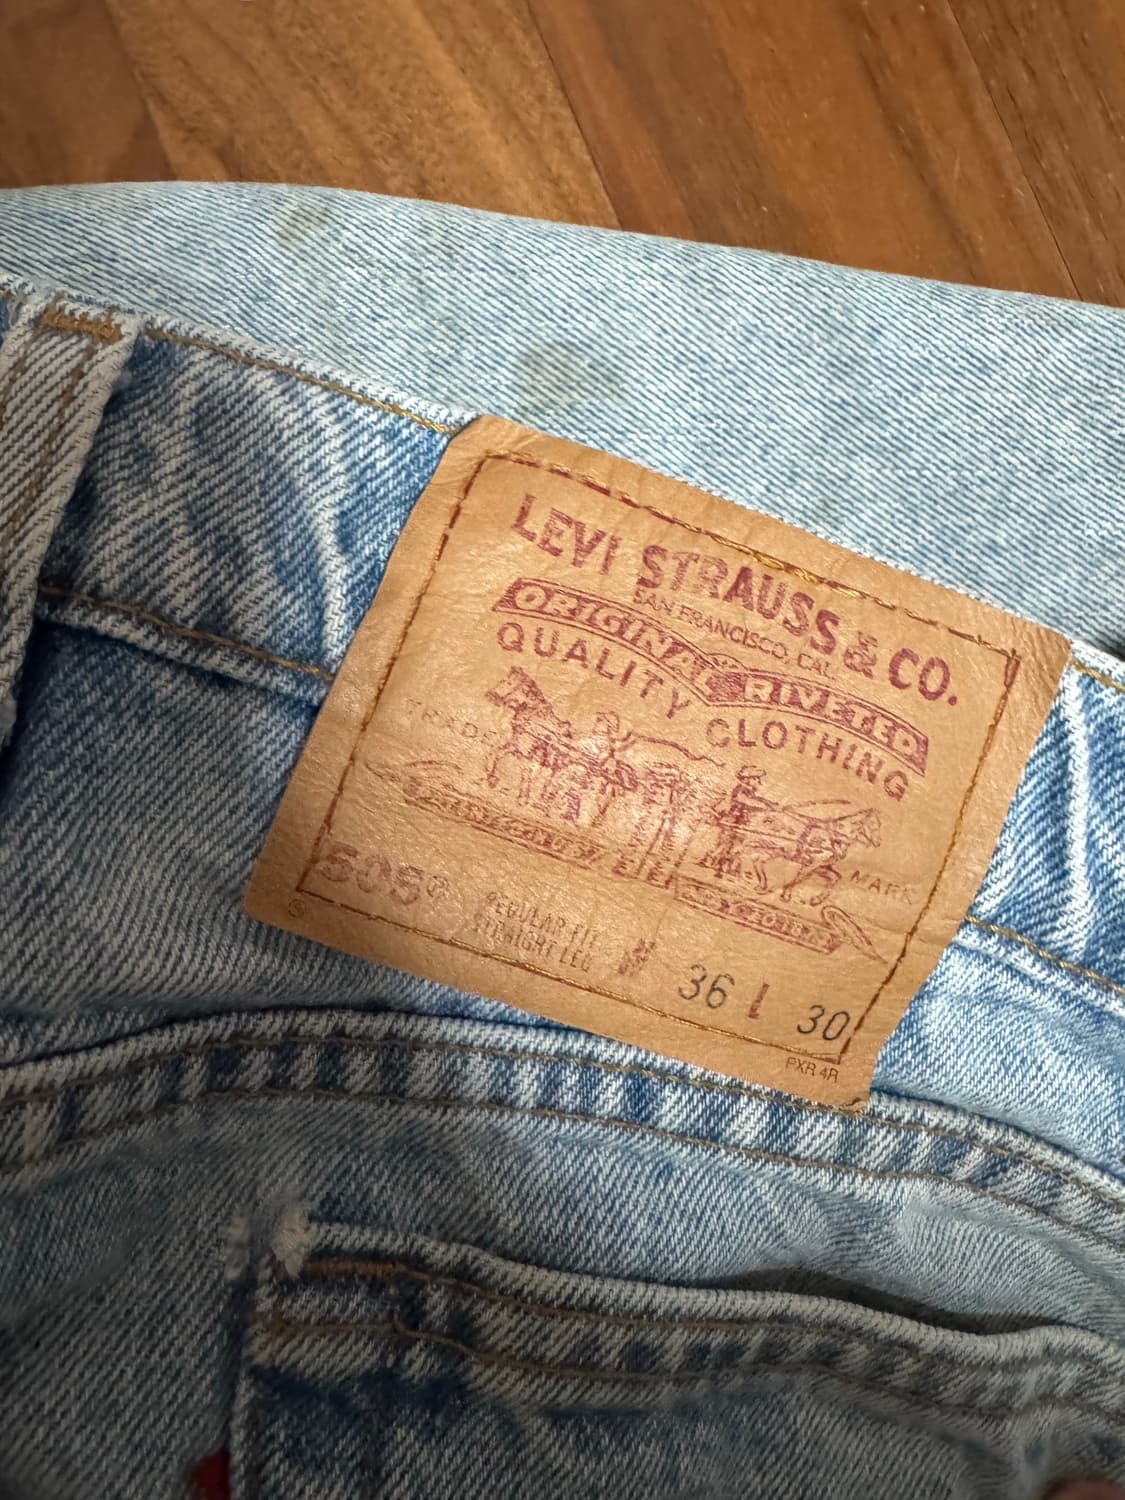 LEVI STRAUSS & CO.
SAN FRANCISCO, CAL.
ORIGINAL RIVETED
QUALITY CLOTHING
TRADE MARK
505®
REGULAR FIT
STRAIGHT LEG
W 36 L 30
PXR 4R